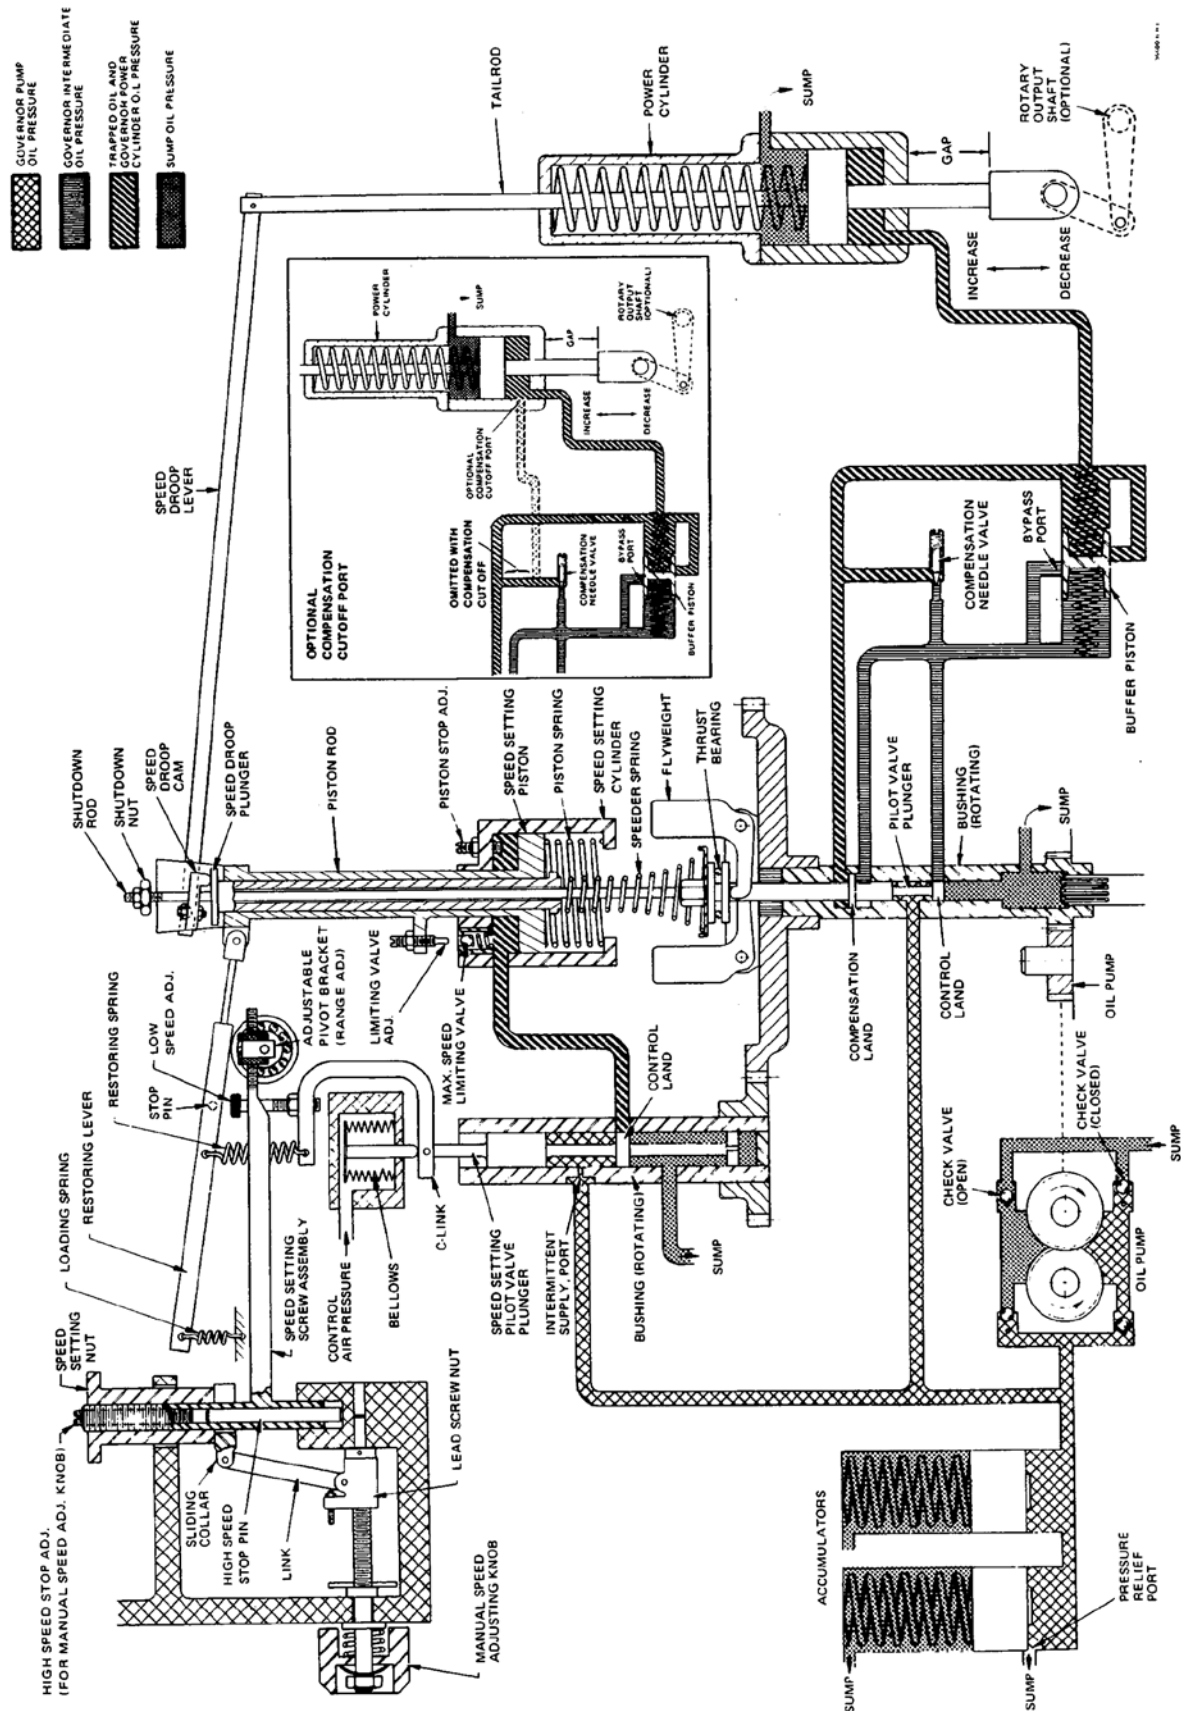 GOVERNOR PUMP
OIL PRESSURE
GOVERNOR INTERMEDIATE
OIL PRESSURE
TRAPPED OIL AND
GOVERNOR POWER
CYLINDER OIL PRESSURE
SUMP OIL PRESSURE
TAILROD
POWER
CYLINDER
SUMP
GAP
ROTARY
OUTPUT
SHAFT
(OPTIONAL)
INCREASE
DECREASE
SPEED
DROOP
LEVER
OPTIONAL
COMPENSATION
CUTOFF PORT
POWER
CYLINDER
SUMP
ROTARY
OUTPUT
SHAFT
(OPTIONAL)
GAP
INCREASE
DECREASE
OPTIONAL
COMPENSATION
CUTOFF PORT
OMITTED WITH
COMPENSATION
CUT OFF
COMPENSATION
NEEDLE VALVE
BYPASS
PORT
BUFFER PISTON
COMPENSATION
NEEDLE VALVE
BYPASS
PORT
BUFFER PISTON
SHUTDOWN
ROD
SHUTDOWN
NUT
SPEED
DROOP
CAM
SPEED DROOP
PLUNGER
PISTON ROD
PISTON STOP ADJ.
SPEED SETTING
PISTON
PISTON SPRING
SPEED SETTING
CYLINDER
SPEEDER SPRING
FLYWEIGHT
THRUST
BEARING
PILOT VALVE
PLUNGER
BUSHING
(ROTATING)
SUMP
SUMP
RESTORING SPRING
LOW
SPEED ADJ.
STOP
PIN
ADJUSTABLE
PIVOT BRACKET
(RANGE ADJ)
LIMITING VALVE
ADJ.
MAX. SPEED
LIMITING VALVE
CONTROL
LAND
COMPENSATION
LAND
CONTROL
LAND
OIL PUMP
LOADING SPRING
RESTORING LEVER
SPEED SETTING
SCREW ASSEMBLY
CONTROL
AIR PRESSURE
BELLOWS
C-LINK
SPEED SETTING
PILOT VALVE
PLUNGER
INTERMITTENT
SUPPLY, PORT
BUSHING (ROTATING)
SUMP
CHECK VALVE
(OPEN)
CHECK VALVE
(CLOSED)
SUMP
OIL PUMP
SPEED
SETTING
NUT
HIGH SPEED STOP ADJ.
(FOR MANUAL SPEED ADJ. KNOB)
SLIDING
COLLAR
HIGH SPEED
STOP PIN
LINK
LEAD SCREW NUT
MANUAL SPEED
ADJUSTING KNOB
ACCUMULATORS
SUMP
SUMP
PRESSURE
RELIEF
PORT